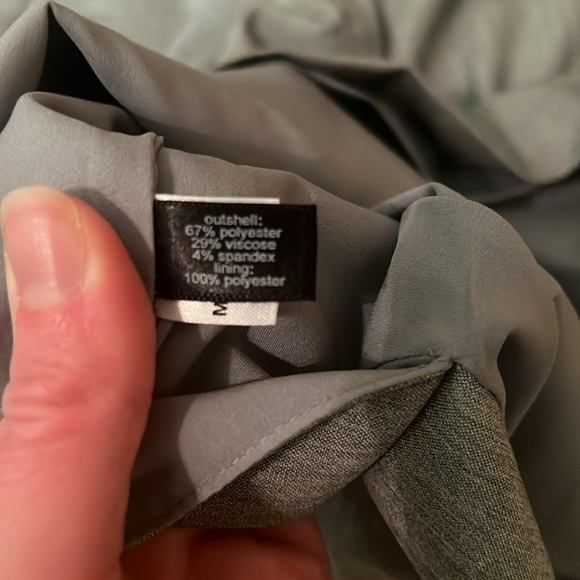 outshell:
67% polyester
29% viscose
4% spandex
lining:
100% polyester
M